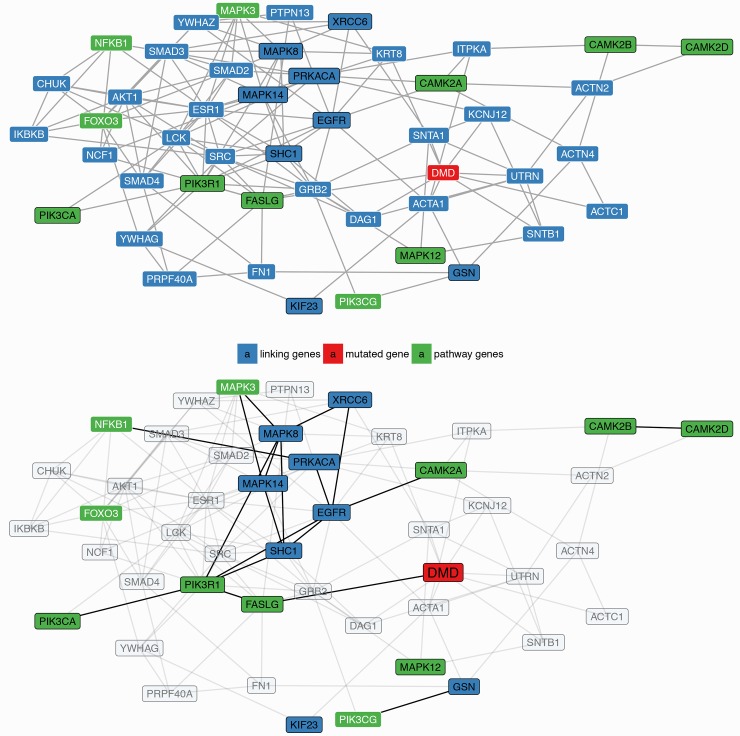 MAPK3
PTPN13
YWHAZ
XRCC6
NFKB1
SMAD3
MAPK8
KRT8
ITPKA
CAMK2B
CAMK2D
SMAD2
PRKACA
CHUK
CAMK2A
ACTN2
AKT1
MAPK14
ESR1
KCNJ12
FOXO3
EGFR
IKBKB
LCK
SNTA1
NCF1
SRC
SHC1
ACTN4
DMD
UTRN
SMAD4
PIK3R1
GRB2
FASLG
ACTA1
PIK3CA
DAG1
ACTC1
YWHAG
SNTB1
MAPK12
PRPF40A
FN1
GSN
KIF23
PIK3CG
a linking genes a mutated gene a pathway genes
MAPK3
PTPN13
YWHAZ
XRCC6
NFKB1
SMAD3
MAPK8
KRT8
ITPKA
CAMK2B
CAMK2D
SMAD2
PRKACA
CHUK
CAMK2A
ACTN2
AKT1
MAPK14
ESR1
KCNJ12
FOXO3
EGFR
IKBKB
LCK
SNTA1
NCF1
SRC
SHC1
ACTN4
DMD
UTRN
SMAD4
PIK3R1
GRB2
FASLG
ACTA1
PIK3CA
DAG1
ACTC1
YWHAG
SNTB1
MAPK12
PRPF40A
FN1
GSN
KIF23
PIK3CG